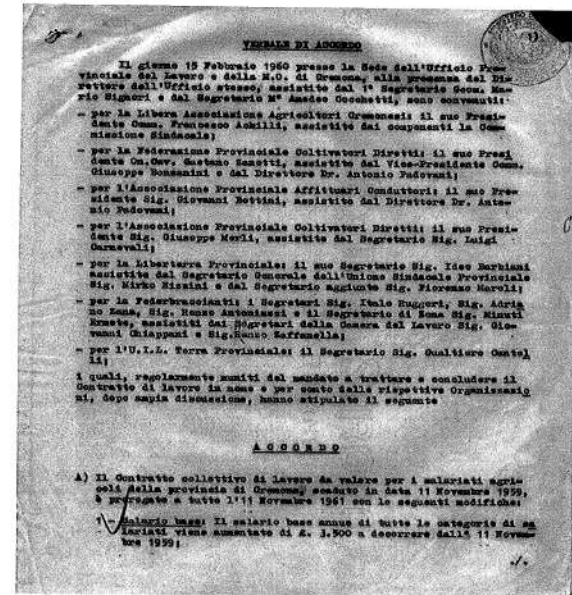 VERBALE DI ACCORDO
Il giorno 15 Febbraio 1960 presso la Sede dell'Ufficio Pro-
vinciale del Lavoro e della M.O. di Cremona, alla presenza del Di-
rettore dell'Ufficio stesso, assistito dal 1° Segretario Geom. Ma-
rio Signori e dal Segretario M° Amadeo Cocchetti, sono convenuti:
- per la Libera Associazione Agricoltori Cremonesi: il suo Presi-
dente Comm. Francesco Achilli, assistito dai componenti la Com-
missione Sindacale;
- per la Federazione Provinciale Coltivatori Diretti: il suo Presi
dente On.Cav. Gaetano Zanotti, assistito dal Vice-Presidente Comm.
Giuseppe Bonzanini e dal Direttore Dr. Antonio Padovani;
- per l'Associazione Provinciale Affittuari Conduttori: il suo Pre-
sidente Sig. Giovanni Bottini, assistito dal Direttore Dr. Anto-
nio Padovani;
- per l'Associazione Provinciale Coltivatori Diretti: il suo Presi-
dente Sig. Giuseppe Merli, assistito dal Segretario Sig. Luigi
Carnevali;
- per la Liberterra Provinciale: il suo Segretario Sig. Ideo Barbiani
assistito dal Segretario Generale dell'Unione Sindacale Provinciale
Sig. Mirko Rizzini e dal Segretario aggiunto Sig. Fiorenzo Maroli;
- per la Federbraccianti: i Segretari Sig. Italo Ruggeri, Sig. Adria
no Zana, Sig. Renzo Antoniazzi e il Segretario di Zona Sig. Minuti
Ernesto, assistiti dai Segretari della Camera del Lavoro Sig. Gio-
vanni Chiappani e Sig. Zaffanella;
- per l'U.I.L. Terra Provinciale: il Segretario Sig. Gualtiero
i quali, regolarmente muniti del mandato a trattare e concludere il
Contratto di lavoro in nome e per conto delle rispettive Organizzazio
ni, dopo ampia discussione, hanno stipulato il seguente
A C C O R D O
A) Il Contratto collettivo di lavoro da valere per i salariati agri-
coli della provincia di Cremona, scaduto in data 11 Novembre 1959,
è prorogato a tutto l'11 Novembre 1961 con le seguenti modifiche:
1 - Salario base: Il salario base annuo di tutte le categorie di sa
lariati viene aumentato di £. 3.500 a decorrere dall' 11 Novem-
bre 1959;
./.